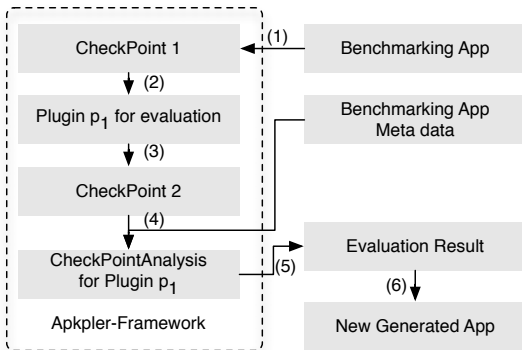 CheckPoint 1
(1)
Benchmarking App
(2)
Plugin p1 for evaluation
Benchmarking App
Meta data
(3)
CheckPoint 2
(4)
CheckPointAnalysis
for Plugin p1
(5)
Evaluation Result
(6)
Apkpler-Framework
New Generated App